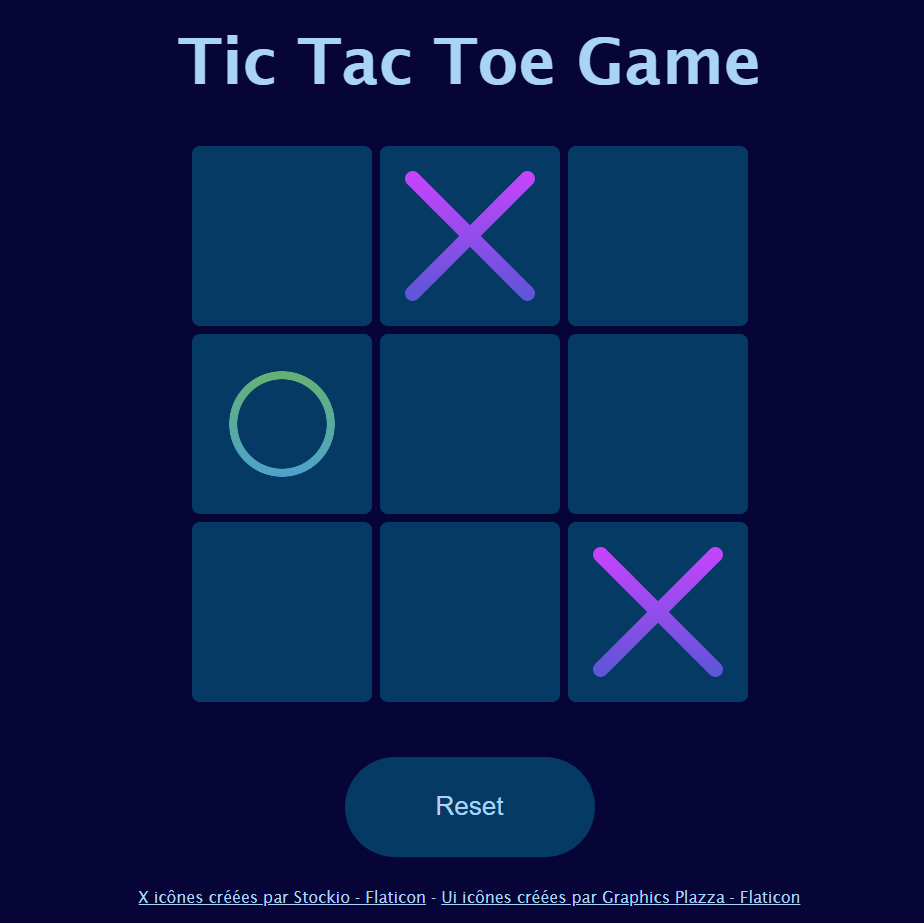 Tic Tac Toe Game
Reset
X icônes créées par Stockio - Flaticon - Ui icônes créées par Graphics Plazza - Flaticon